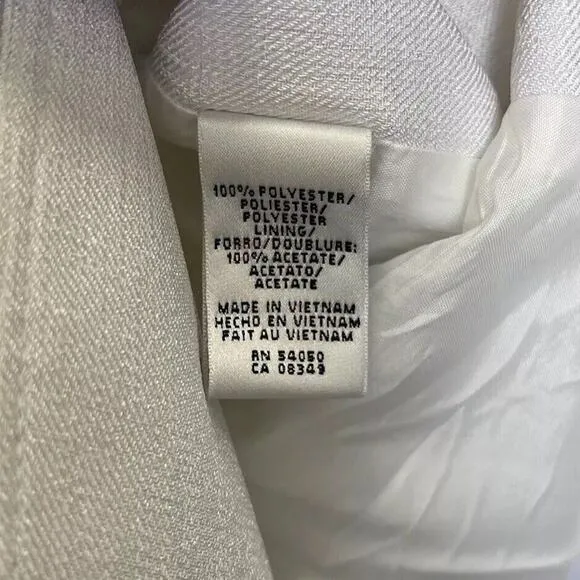 100% POLYESTER/
POLIESTER/
POLYESTER
LINING/
FORRO/DOUBLURE:
100% ACETATE/
ACETATO/
ACETATE
MADE IN VIETNAM
HECHO EN VIETNAM
FAIT AU VIETNAM
RN 54050
CA 08349